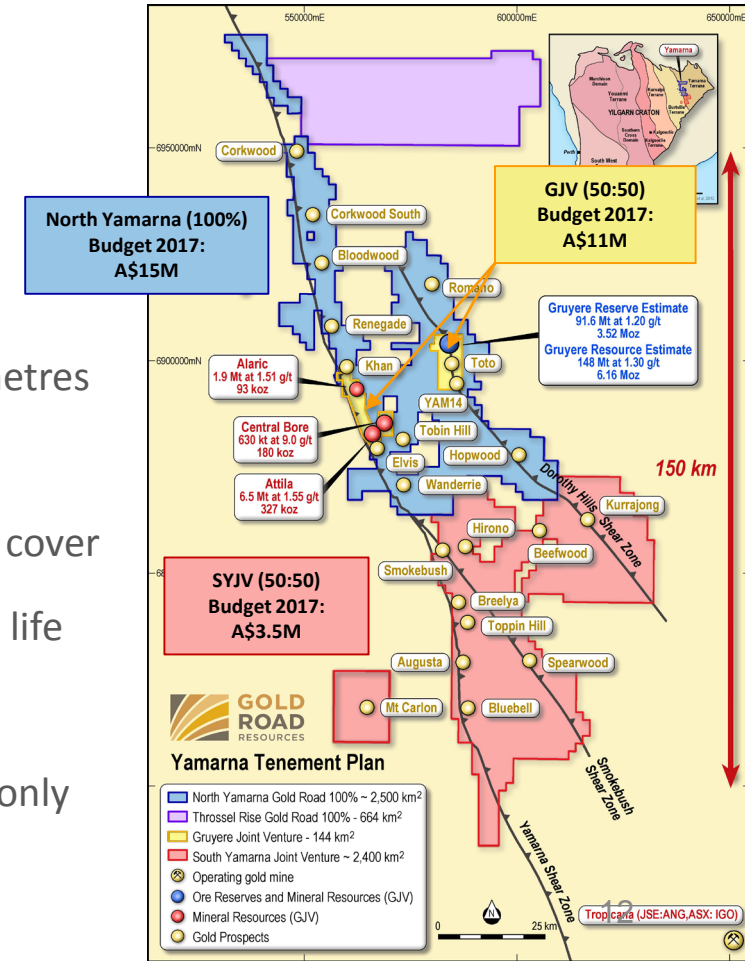 550000mE
600000mE
650000mE
6950000mN
6900000mN
Yamarna
YILGARN CRATON
Perth
Kalgoorlie
North Yamarna (100%)
Budget 2017:
A$15M
GJV (50:50)
Budget 2017:
A$11M
SYJV (50:50)
Budget 2017:
A$3.5M
Corkwood
Corkwood South
Bloodwood
Romano
Renegade
Khan
Toto
YAM14
Tobin Hill
Elvis
Hopwood
Wanderrie
Gruyere Reserve Estimate
91.6 Mt at 1.20 g/t
3.52 Moz
Gruyere Resource Estimate
148 Mt at 1.30 g/t
6.16 Moz
Alaric
1.9 Mt at 1.51 g/t
93 koz
Central Bore
630 kt at 9.0 g/t
180 koz
Attila
6.5 Mt at 1.55 g/t
327 koz
etres
cover
life
only
150 km
Dorothy Hills
Shear Zone
Kurrajong
Hirono
Beefwood
Smokebush
Breelya
Toppin Hill
Augusta
Spearwood
Mt Carlon
Bluebell
Smokebush
Shear Zone
Yamarna Shear Zone
GOLD
ROAD
RESOURCES
Yamarna Tenement Plan
North Yamarna Gold Road 100% ~ 2,500 km²
Throssel Rise Gold Road 100% - 664 km²
Gruyere Joint Venture - 144 km²
South Yamarna Joint Venture ~ 2,400 km²
Operating gold mine
Ore Reserves and Mineral Resources (GJV)
Mineral Resources (GJV)
Gold Prospects
N
0
25 km
Tropicana (JSE:ANG,ASX: IGO)
12